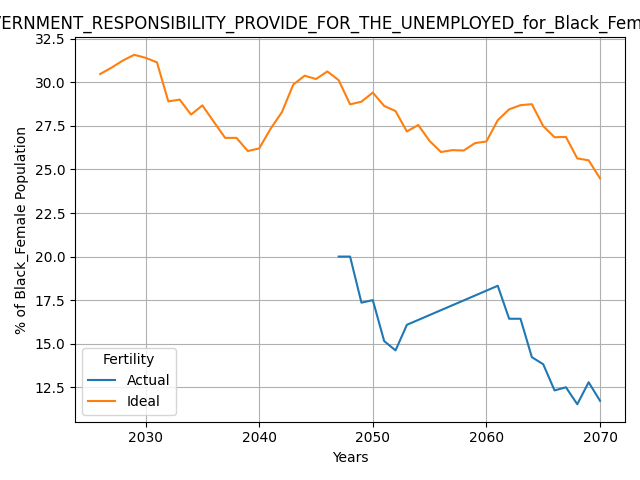 VERNMENT_RESPONSIBILITY_PROVIDE_FOR_THE_UNEMPLOYED_for_Black_Fem
32.5
30.0
27.5
25.0
22.5
20.0
17.5
15.0
12.5
% of Black_Female Population
Fertility
Actual
Ideal
2030 2040 2050 2060 2070
Years